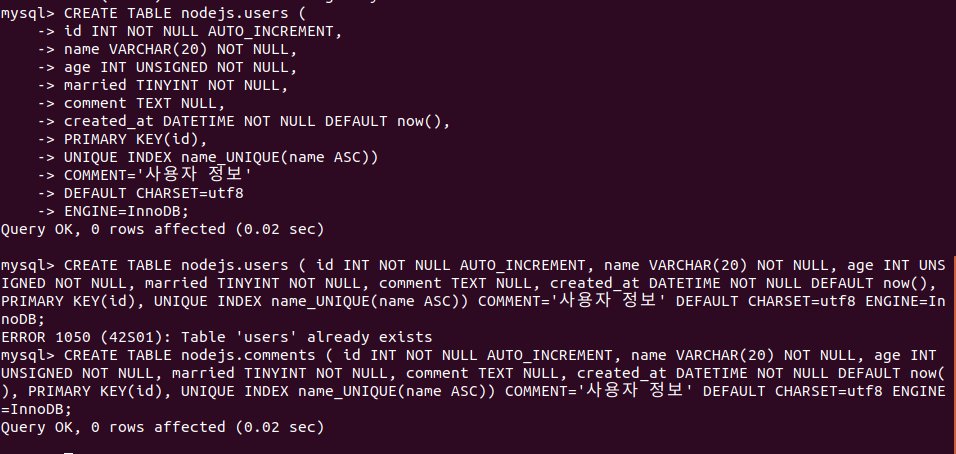 mysql> CREATE TABLE nodejs.users (
    -> id INT NOT NULL AUTO_INCREMENT,
    -> name VARCHAR(20) NOT NULL,
    -> age INT UNSIGNED NOT NULL,
    -> married TINYINT NOT NULL,
    -> comment TEXT NULL,
    -> created_at DATETIME NOT NULL DEFAULT now(),
    -> PRIMARY KEY(id),
    -> UNIQUE INDEX name_UNIQUE(name ASC))
    -> COMMENT='사용자 정보'
    -> DEFAULT CHARSET=utf8
    -> ENGINE=InnoDB;
Query OK, 0 rows affected (0.02 sec)
mysql> CREATE TABLE nodejs.users ( id INT NOT NULL AUTO_INCREMENT, name VARCHAR(20) NOT NULL, age INT UNS
IGNED NOT NULL, married TINYINT NOT NULL, comment TEXT NULL, created_at DATETIME NOT NULL DEFAULT now(),
PRIMARY KEY(id), UNIQUE INDEX name_UNIQUE(name ASC)) COMMENT='사용자 정보' DEFAULT CHARSET=utf8 ENGINE=In
noDB;
ERROR 1050 (42S01): Table 'users' already exists
mysql> CREATE TABLE nodejs.comments ( id INT NOT NULL AUTO_INCREMENT, name VARCHAR(20) NOT NULL, age INT
UNSIGNED NOT NULL, married TINYINT NOT NULL, comment TEXT NULL, created_at DATETIME NOT NULL DEFAULT now(
), PRIMARY KEY(id), UNIQUE INDEX name_UNIQUE(name ASC)) COMMENT='사용자 정보' DEFAULT CHARSET=utf8 ENGINE
=InnoDB;
Query OK, 0 rows affected (0.02 sec)